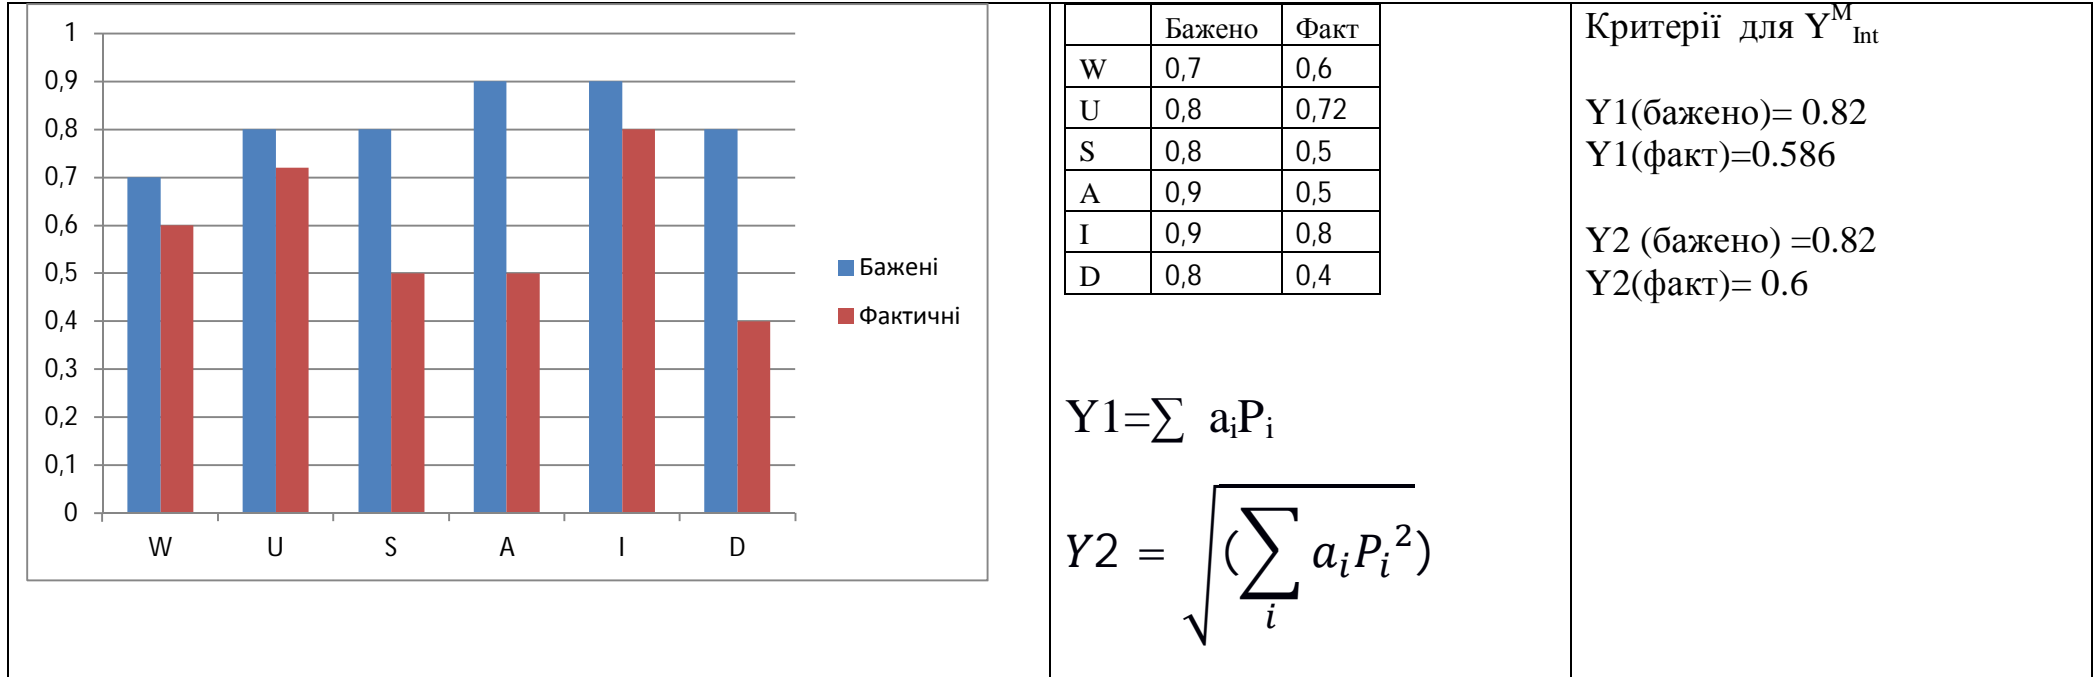 1
0,9
0,8
0,7
0,6
0,5
0,4
0,3
0,2
0,1
0
W U S A I D
Бажені
Фактичні
Бажено Факт
W 0,7 0,6
U 0,8 0,72
S 0,8 0,5
A 0,9 0,5
I 0,9 0,8
D 0,8 0,4
Y1=∑ aᵢPᵢ
Y2 = √(∑ᵢ aᵢPᵢ²)
Критерії для Y^M_Int
Y1(бажено)= 0.82
Y1(факт)=0.586
Y2 (бажено) =0.82
Y2(факт)= 0.6